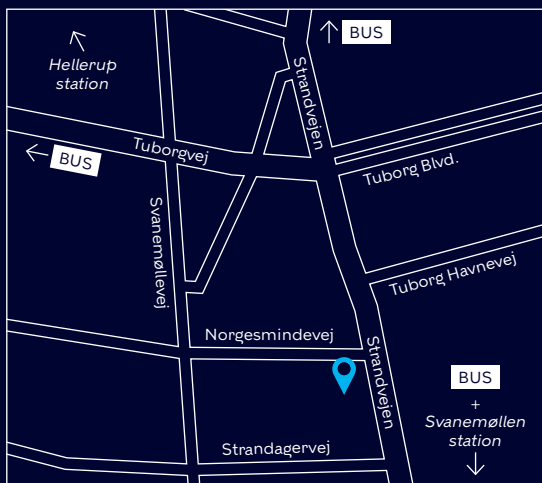 BUS
Hellerup
station
Strandvejen
Tuborgvej
BUS
Tuborg Blvd.
Svanemøllevej
Tuborg Havnevej
Norgesmindevej
Strandvejen
BUS
+
Svanemøllen
station
Strandagervej